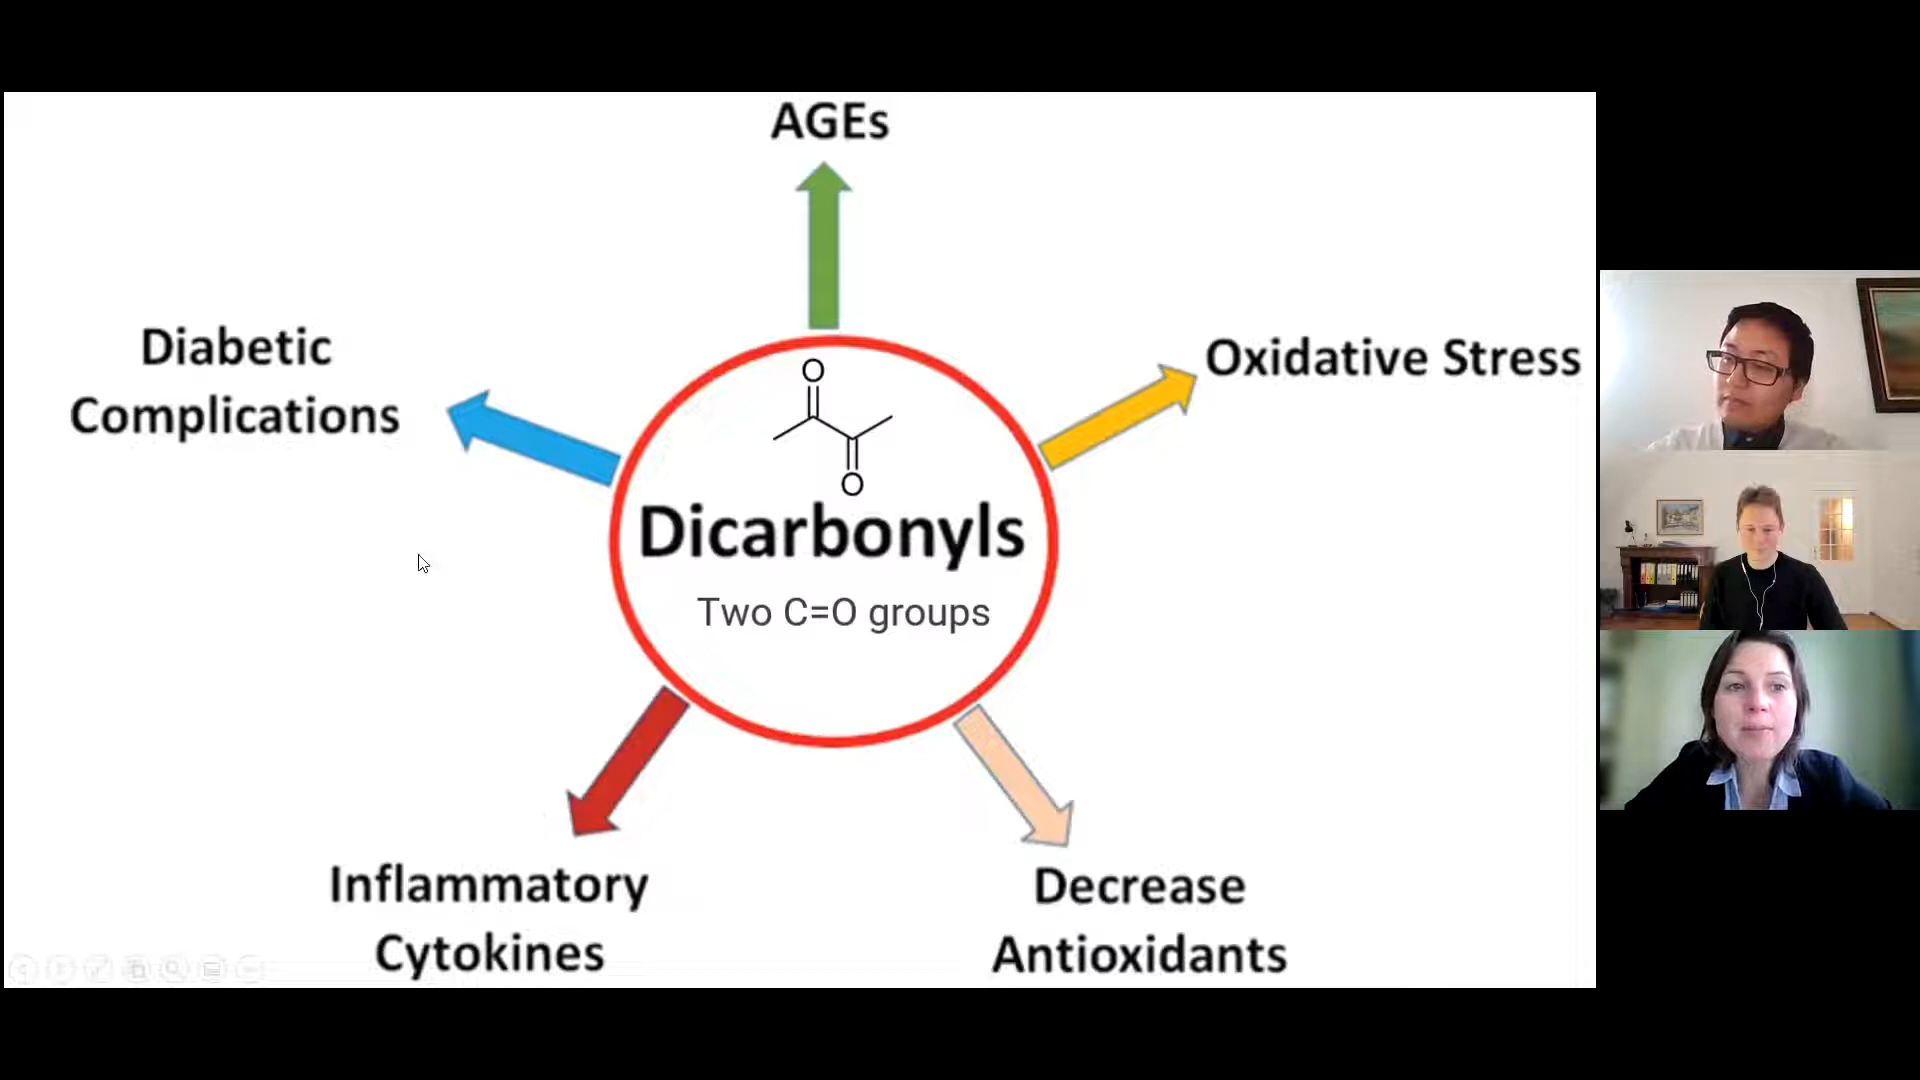 AGEs
Diabetic
Complications
Oxidative Stress
O
O
Dicarbonyls
Two C=O groups
Inflammatory
Cytokines
Decrease
Antioxidants